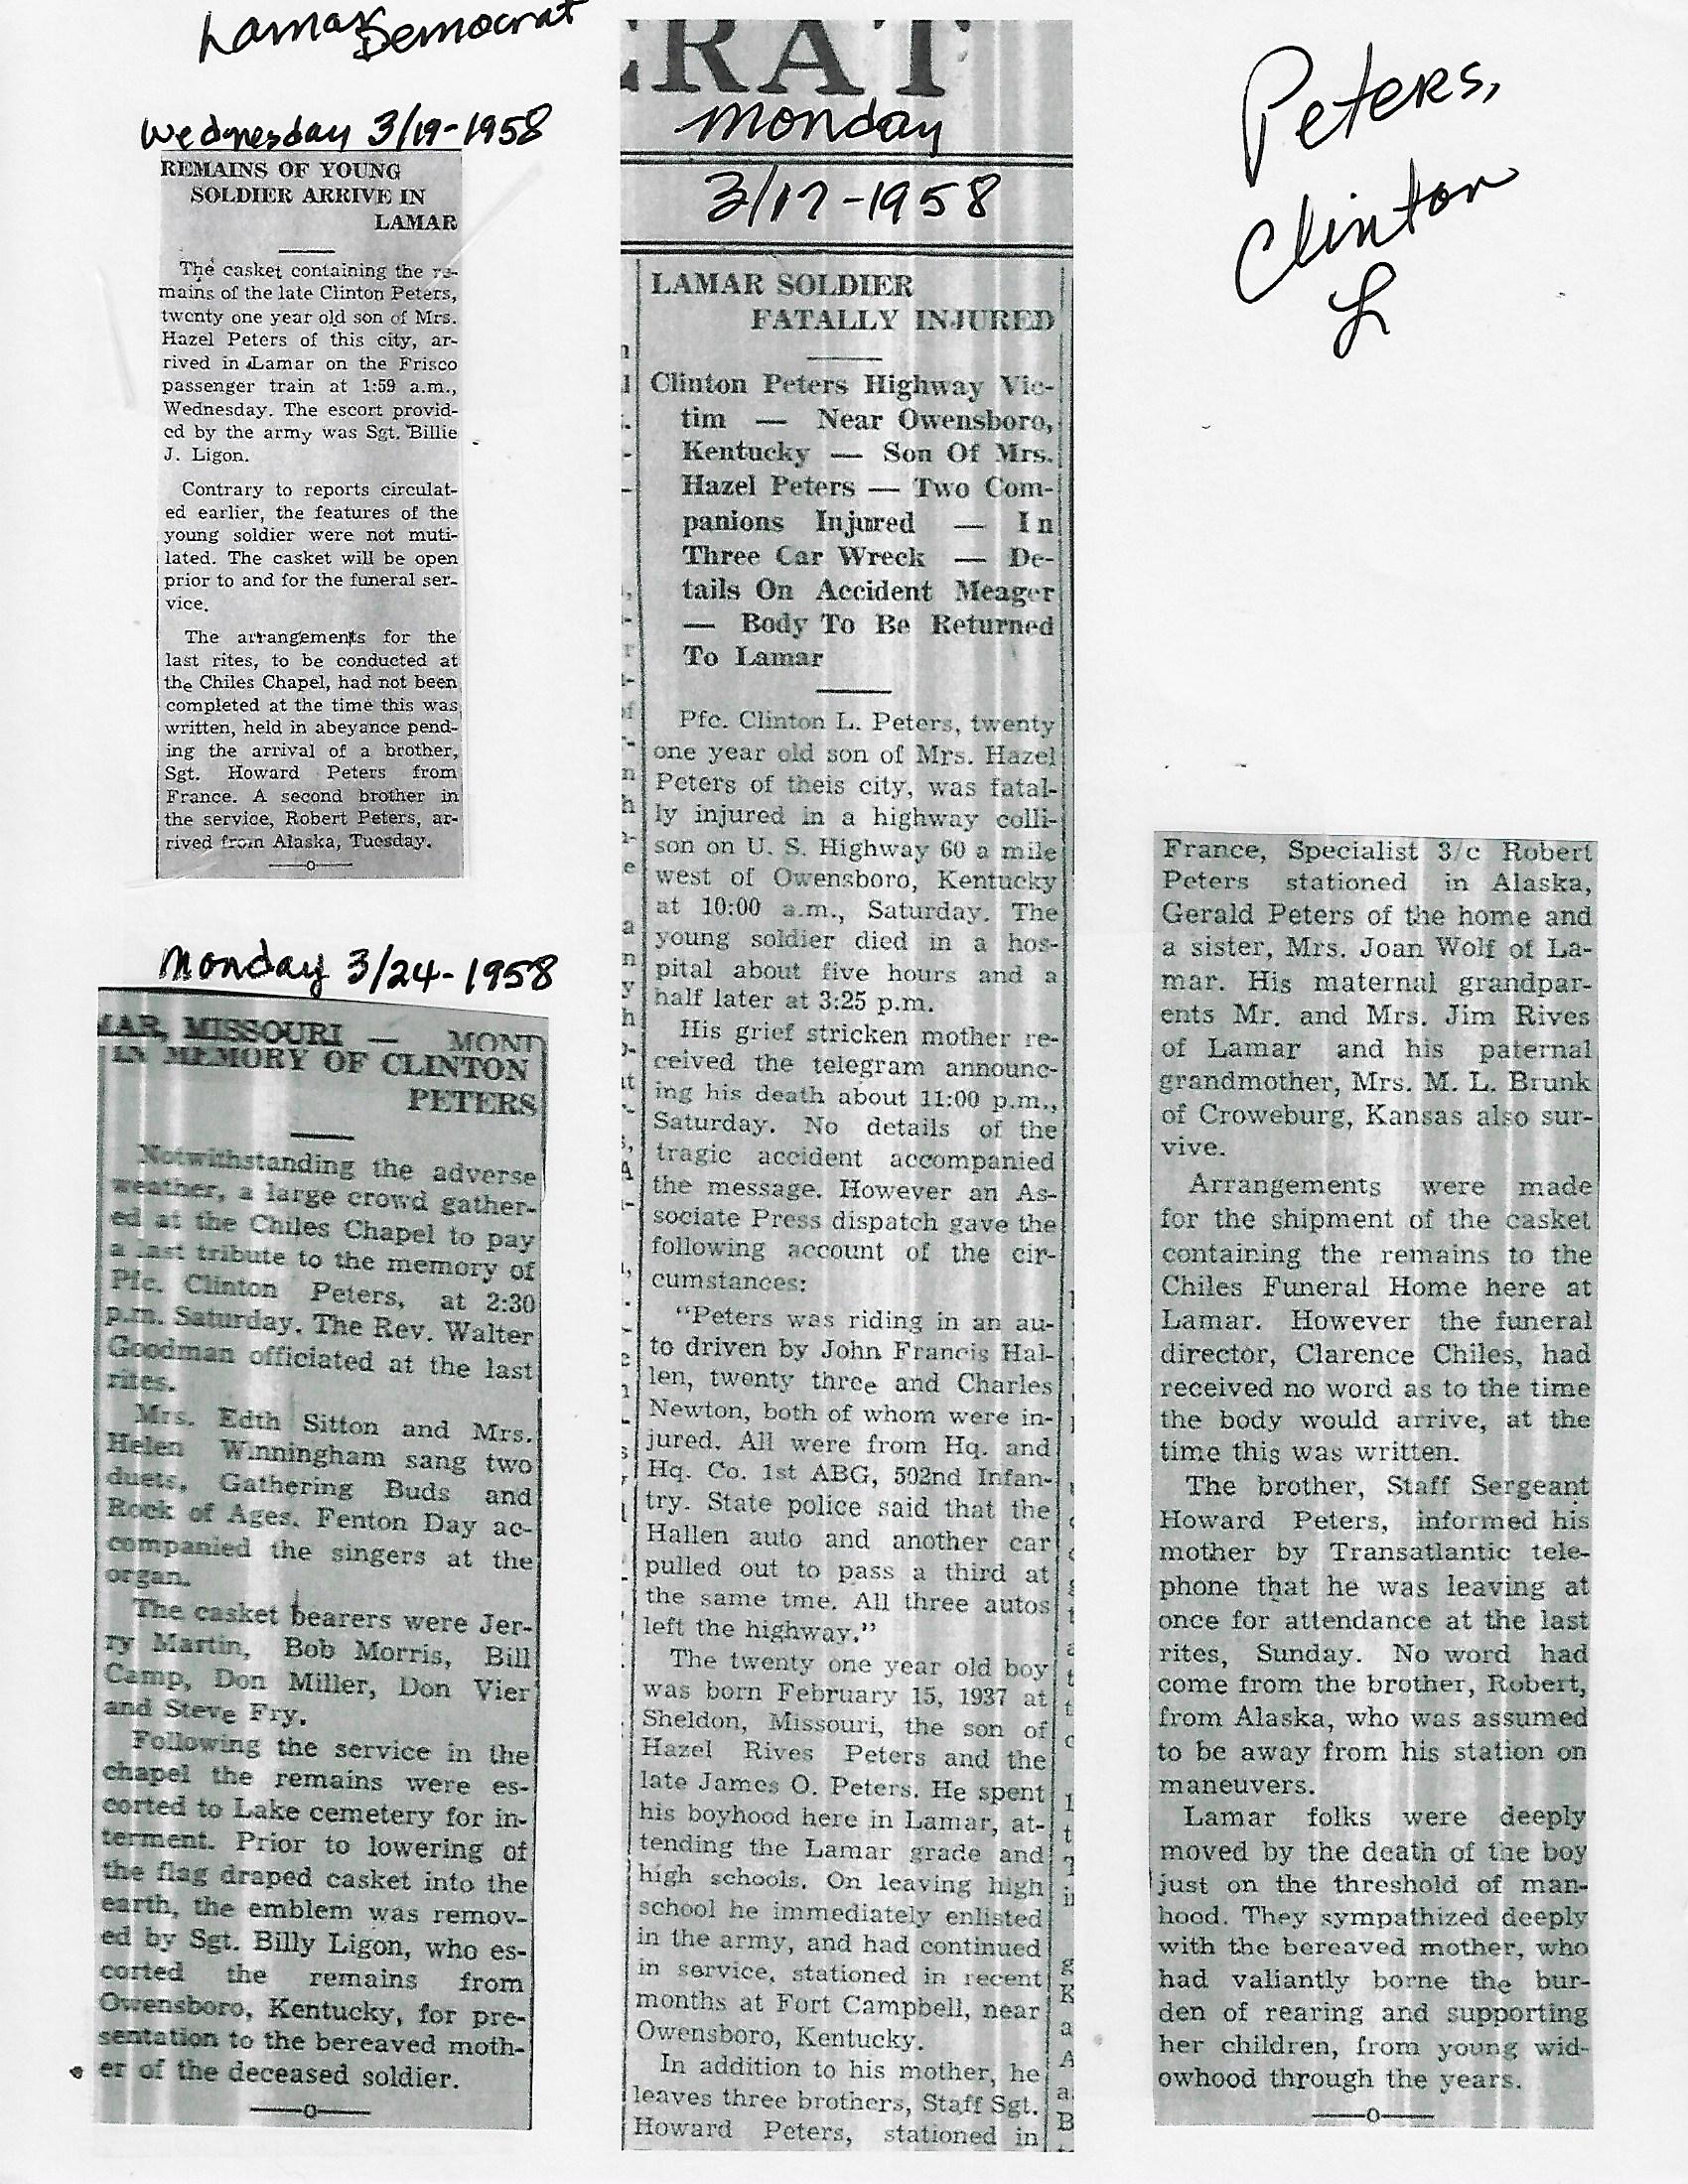 Lamar Democrat
Wednesday 3/19-1958
REMAINS OF YOUNG
SOLDIER ARRIVE IN
LAMAR
The casket containing the re-
mains of the late Clinton Peters,
twenty one year old son of Mrs.
Hazel Peters of this city, ar-
rived in Lamar on the Frisco
passenger train at 1:59 a.m.,
Wednesday. The escort provid-
ed by the army was Sgt. Billie
J. Ligon.
Contrary to reports circulat-
ed earlier, the features of the
young soldier were not muti-
lated. The casket will be open
prior to and for the funeral ser-
vice.
The arrangements for the
last rites, to be conducted at
the Chiles Chapel, had not been
completed at the time this was
written, held in abeyance pend-
ing the arrival of a brother,
Sgt. Howard Peters from
France. A second brother in
the service, Robert Peters, ar-
rived from Alaska, Tuesday.
—o—
Monday 3/24-1958
MAR, MISSOURI — MOND
IN MEMORY OF CLINTON
PETERS
Notwithstanding the adverse
weather, a large crowd gather-
ed at the Chiles Chapel to pay
a last tribute to the memory of
Pfc. Clinton Peters, at 2:30
p.m. Saturday. The Rev. Walter
Goodman officiated at the last
rites.
Mrs. Edth Sitton and Mrs.
Helen Winningham sang two
duets, Gathering Buds and
Rock of Ages. Fenton Day ac-
companied the singers at the
organ.
The casket bearers were Jer-
ry Martin, Bob Morris, Bill
Camp, Don Miller, Don Vier
and Steve Fry.
Following the service in the
chapel the remains were es-
corted to Lake cemetery for in-
terment. Prior to lowering of
the flag draped casket into the
earth, the emblem was remov-
ed by Sgt. Billy Ligon, who es-
corted the remains from
Owensboro, Kentucky, for pre-
sentation to the bereaved moth-
er of the deceased soldier.
—o—
CRAT
Monday
3/17-1958
LAMAR SOLDIER
FATALLY INJURED
Clinton Peters Highway Vic-
tim — Near Owensboro,
Kentucky — Son Of Mrs.
Hazel Peters — Two Com-
panions Injured — In
Three Car Wreck — De-
tails On Accident Meager
— Body To Be Returned
To Lamar
Pfc. Clinton L. Peters, twenty
one year old son of Mrs. Hazel
Peters of theis city, was fatal-
ly injured in a highway colli-
son on U. S. Highway 60 a mile
west of Owensboro, Kentucky
at 10:00 a.m., Saturday. The
young soldier died in a hos-
pital about five hours and a
half later at 3:25 p.m.
His grief stricken mother re-
ceived the telegram announc-
ing his death about 11:00 p.m.,
Saturday. No details of the
tragic accident accompanied
the message. However an As-
sociate Press dispatch gave the
following account of the cir-
cumstances:
"Peters was riding in an au-
to driven by John Francis Hal-
len, twenty three and Charles
Newton, both of whom were in-
jured. All were from Hq. and
Hq. Co. 1st ABG, 502nd Infan-
try. State police said that the
Hallen auto and another car
pulled out to pass a third at
the same tme. All three autos
left the highway."
The twenty one year old boy
was born February 15, 1937 at
Sheldon, Missouri, the son of
Hazel Rives Peters and the
late James O. Peters. He spent
his boyhood here in Lamar, at-
tending the Lamar grade and
high schools. On leaving high
school he immediately enlisted
in the army, and had continued
in service, stationed in recent
months at Fort Campbell, near
Owensboro, Kentucky.
In addition to his mother, he
leaves three brothers, Staff Sgt.
Howard Peters, stationed in
Peters,
Clinton
L
France, Specialist 3/c Robert
Peters stationed in Alaska,
Gerald Peters of the home and
a sister, Mrs. Joan Wolf of La-
mar. His maternal grandpar-
ents Mr. and Mrs. Jim Rives
of Lamar and his paternal
grandmother, Mrs. M. L. Brunk
of Croweburg, Kansas also sur-
vive.
Arrangements were made
for the shipment of the casket
containing the remains to the
Chiles Funeral Home here at
Lamar. However the funeral
director, Clarence Chiles, had
received no word as to the time
the body would arrive, at the
time this was written.
The brother, Staff Sergeant
Howard Peters, informed his
mother by Transatlantic tele-
phone that he was leaving at
once for attendance at the last
rites, Sunday. No word had
come from the brother, Robert,
from Alaska, who was assumed
to be away from his station on
maneuvers.
Lamar folks were deeply
moved by the death of the boy
just on the threshold of man-
hood. They sympathized deeply
with the bereaved mother, who
had valiantly borne the bur-
den of rearing and supporting
her children, from young wid-
owhood through the years.
—o—